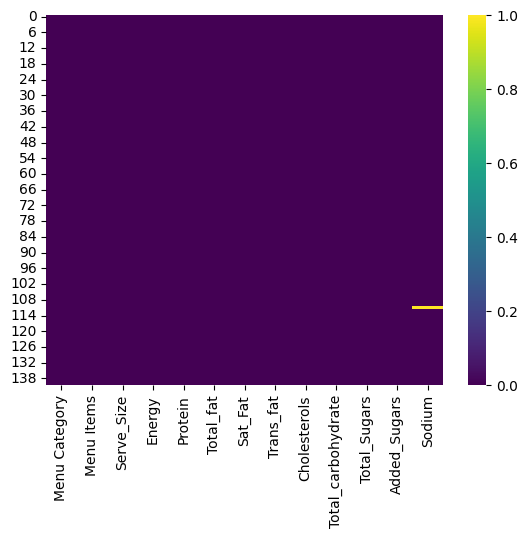 0
6
12
18
24
30
36
42
48
54
60
66
72
78
84
90
96
102
108
114
120
126
132
138
Menu Category
Menu Items
Serve_Size
Energy
Protein
Total_fat
Sat_Fat
Trans_fat
Cholesterols
Total_carbohydrate
Total_Sugars
Added_Sugars
Sodium
1.0
0.8
0.6
0.4
0.2
0.0